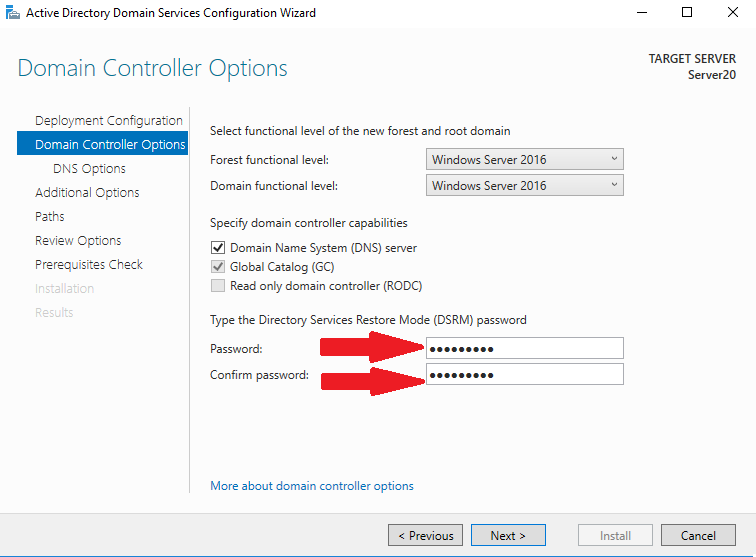 Active Directory Domain Services Configuration Wizard
Domain Controller Options
TARGET SERVER
Server20
Deployment Configuration
Domain Controller Options
DNS Options
Additional Options
Paths
Review Options
Prerequisites Check
Installation
Results
Select functional level of the new forest and root domain
Forest functional level: Windows Server 2016
Domain functional level: Windows Server 2016
Specify domain controller capabilities
Domain Name System (DNS) server
Global Catalog (GC)
Read only domain controller (RODC)
Type the Directory Services Restore Mode (DSRM) password
Password: •••••••••
Confirm password: •••••••••
More about domain controller options
< Previous Next > Install Cancel